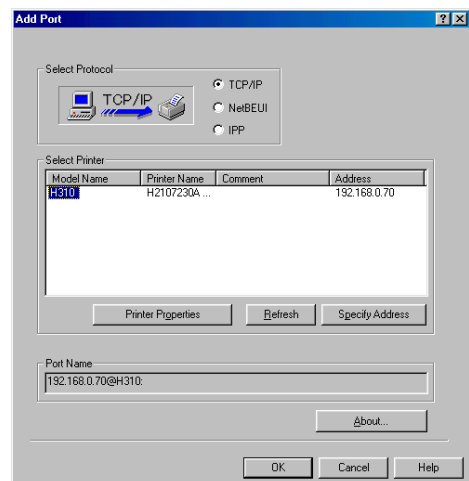 Add Port
Select Protocol
TCP/IP
TCP/IP
NetBEUI
IPP
Select Printer
Model Name Printer Name Comment Address
H310 H2107230A ... 192.168.0.70
Printer Properties Refresh Specify Address
Port Name
192.168.0.70@H310:
About...
OK Cancel Help